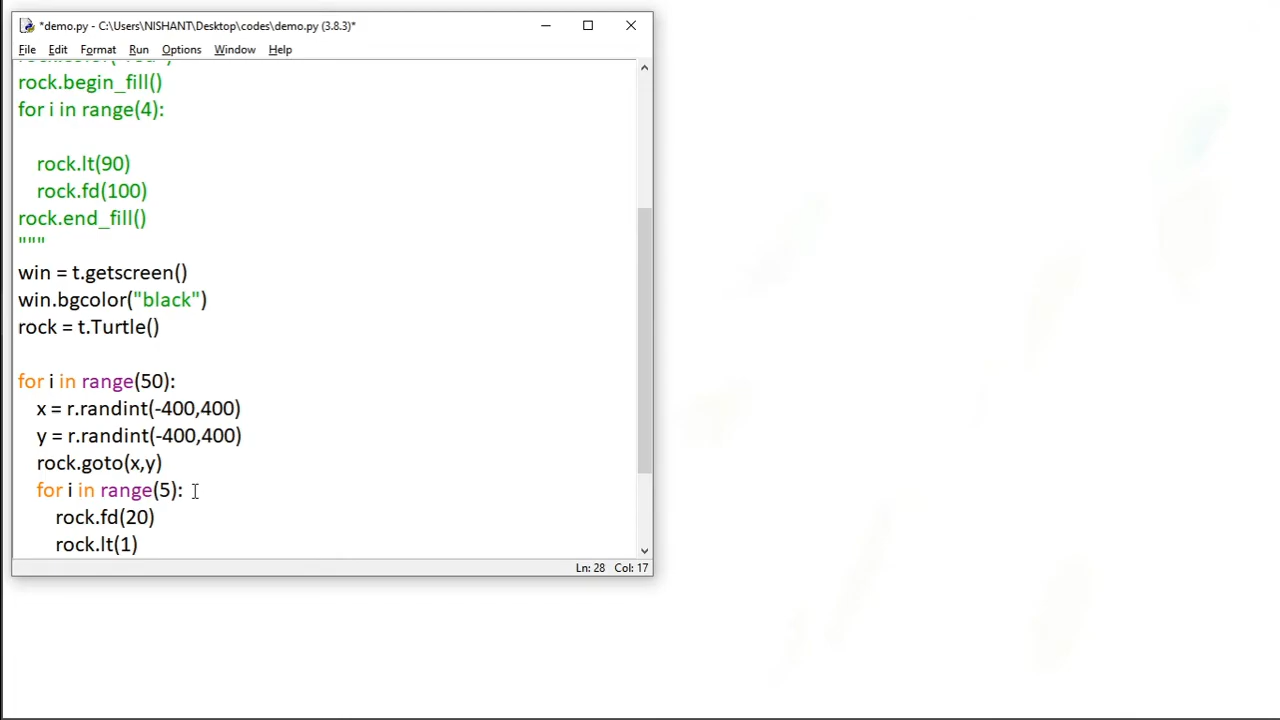 *demo.py - C:\Users\NISHANT\Desktop\codes\demo.py (3.8.3)*
File Edit Format Run Options Window Help
rock.begin_fill()
for i in range(4):
rock.lt(90)
rock.fd(100)
rock.end_fill()
"""
win = t.getscreen()
win.bgcolor("black")
rock = t.Turtle()
for i in range(50):
x = r.randint(-400,400)
y = r.randint(-400,400)
rock.goto(x,y)
for i in range(5):
rock.fd(20)
rock.lt(1)
Ln: 28 Col: 17